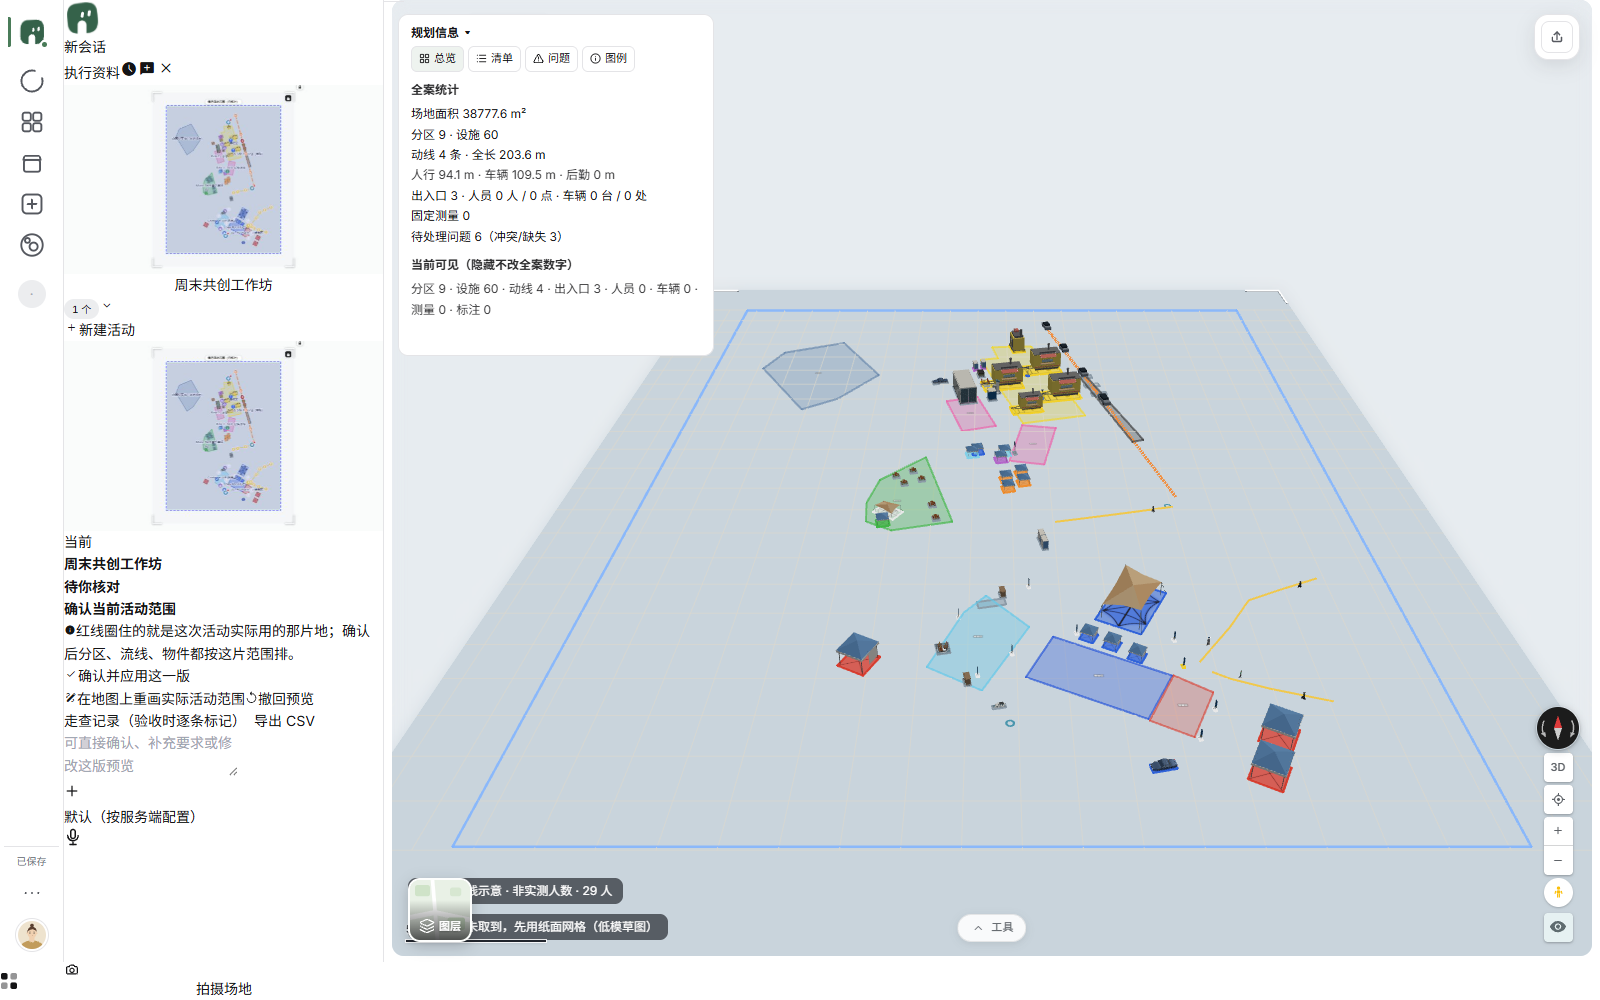 新会话
执行资料
周末共创工作坊
1 个
+ 新建活动
当前
周末共创工作坊
待你核对
确认当前活动范围
红线圈住的就是这次活动实际用的那片地；确认
后分区、流线、物件都按这片范围排。
确认并应用这一版
在地图上重画实际活动范围 撤回预览
走查记录（验收时逐条标记） 导出 CSV
可直接确认、补充要求或修
改这版预览
默认（按服务端配置）
已保存
拍摄场地
规划信息
总览 清单 问题 图例
全案统计
场地面积 38777.6 m²
分区 9 · 设施 60
动线 4 条 · 全长 203.6 m
人行 94.1 m · 车辆 109.5 m · 后勤 0 m
出入口 3 · 人员 0 人 / 0 点 · 车辆 0 台 / 0 处
固定测量 0
待处理问题 6（冲突/缺失 3）
当前可见（隐藏不改全案数字）
分区 9 · 设施 60 · 动线 4 · 出入口 3 · 人员 0 · 车辆 0 ·
测量 0 · 标注 0
3D
线示意 · 非实测人数 · 29 人
未取到，先用纸面网格（低模草图）
图层
工具